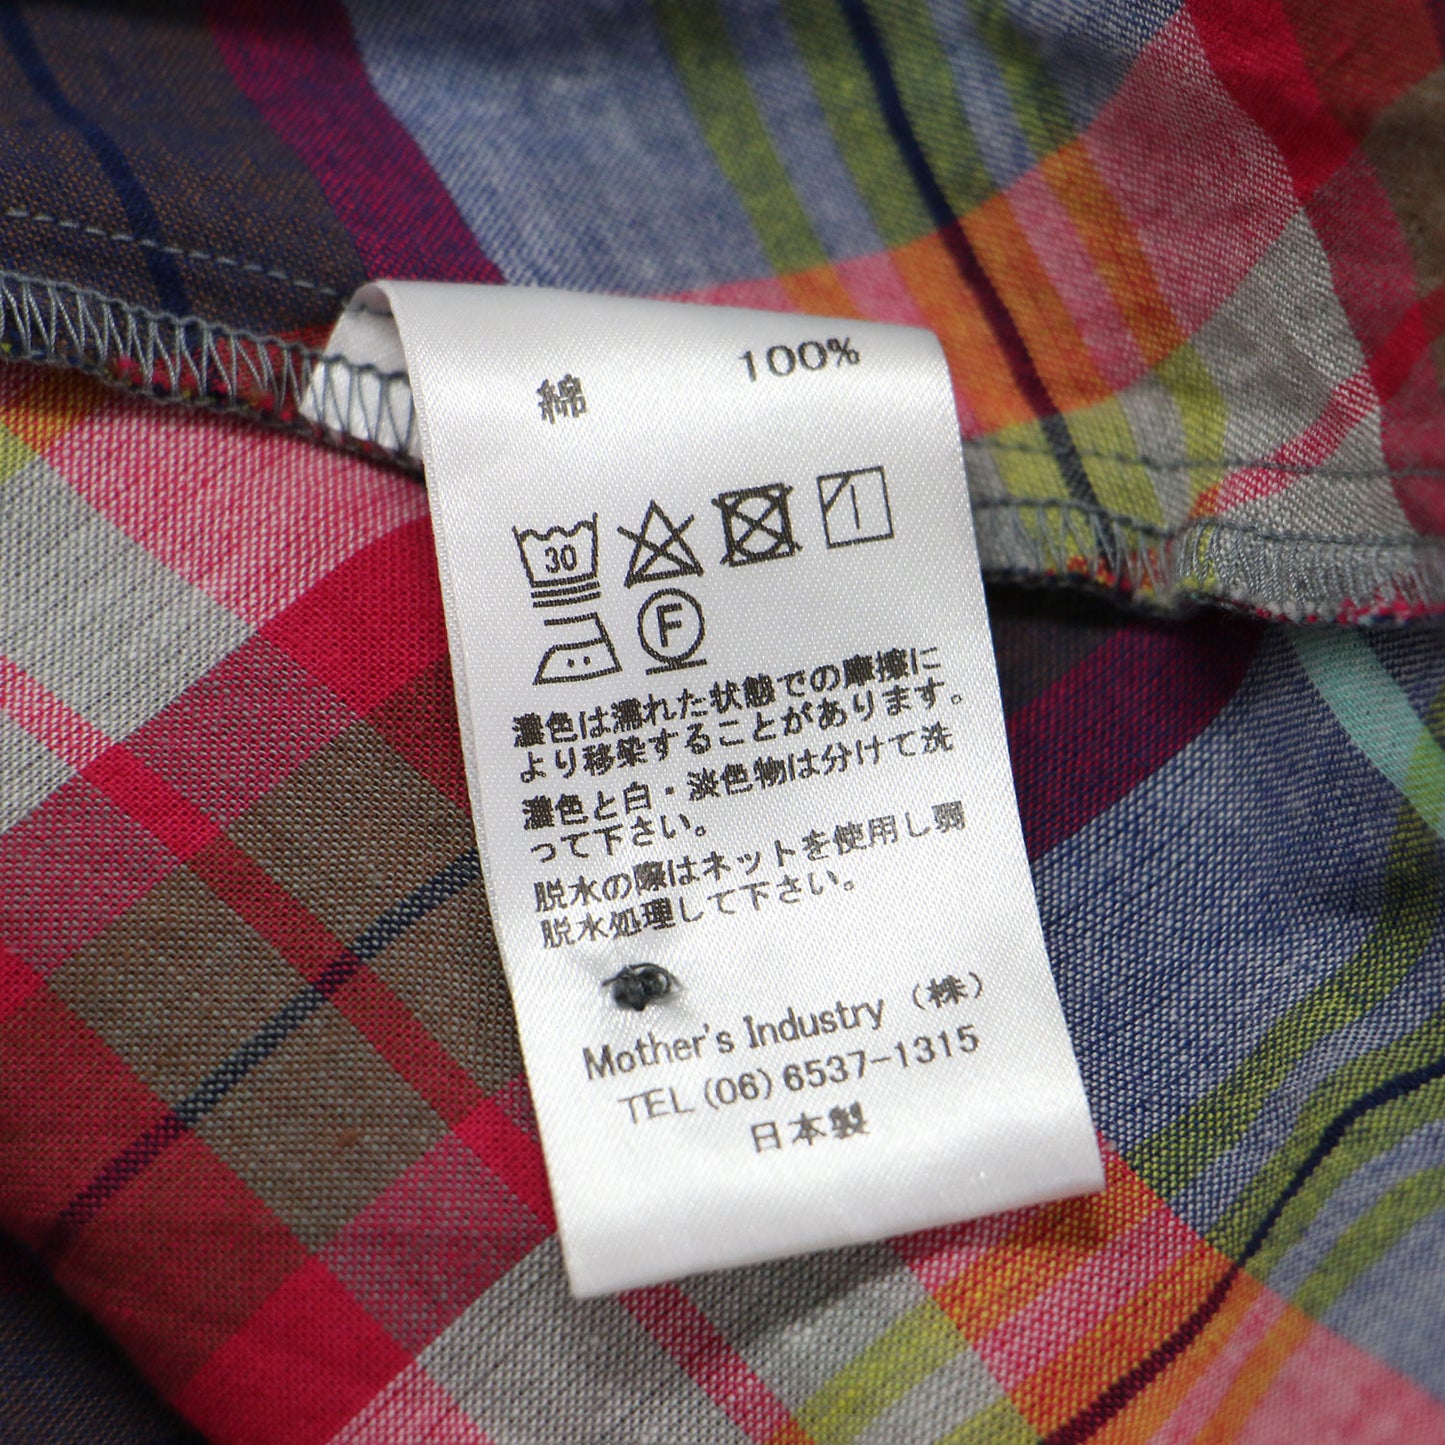 綿 100%
30
F
濃色は濡れた状態での摩擦に
より移染することがあります。
濃色と白・淡色物は分けて洗
って下さい。
脱水の際はネットを使用し弱
脱水処理して下さい。
Mother's Industry (株)
TEL (06) 6537-1315
日本製